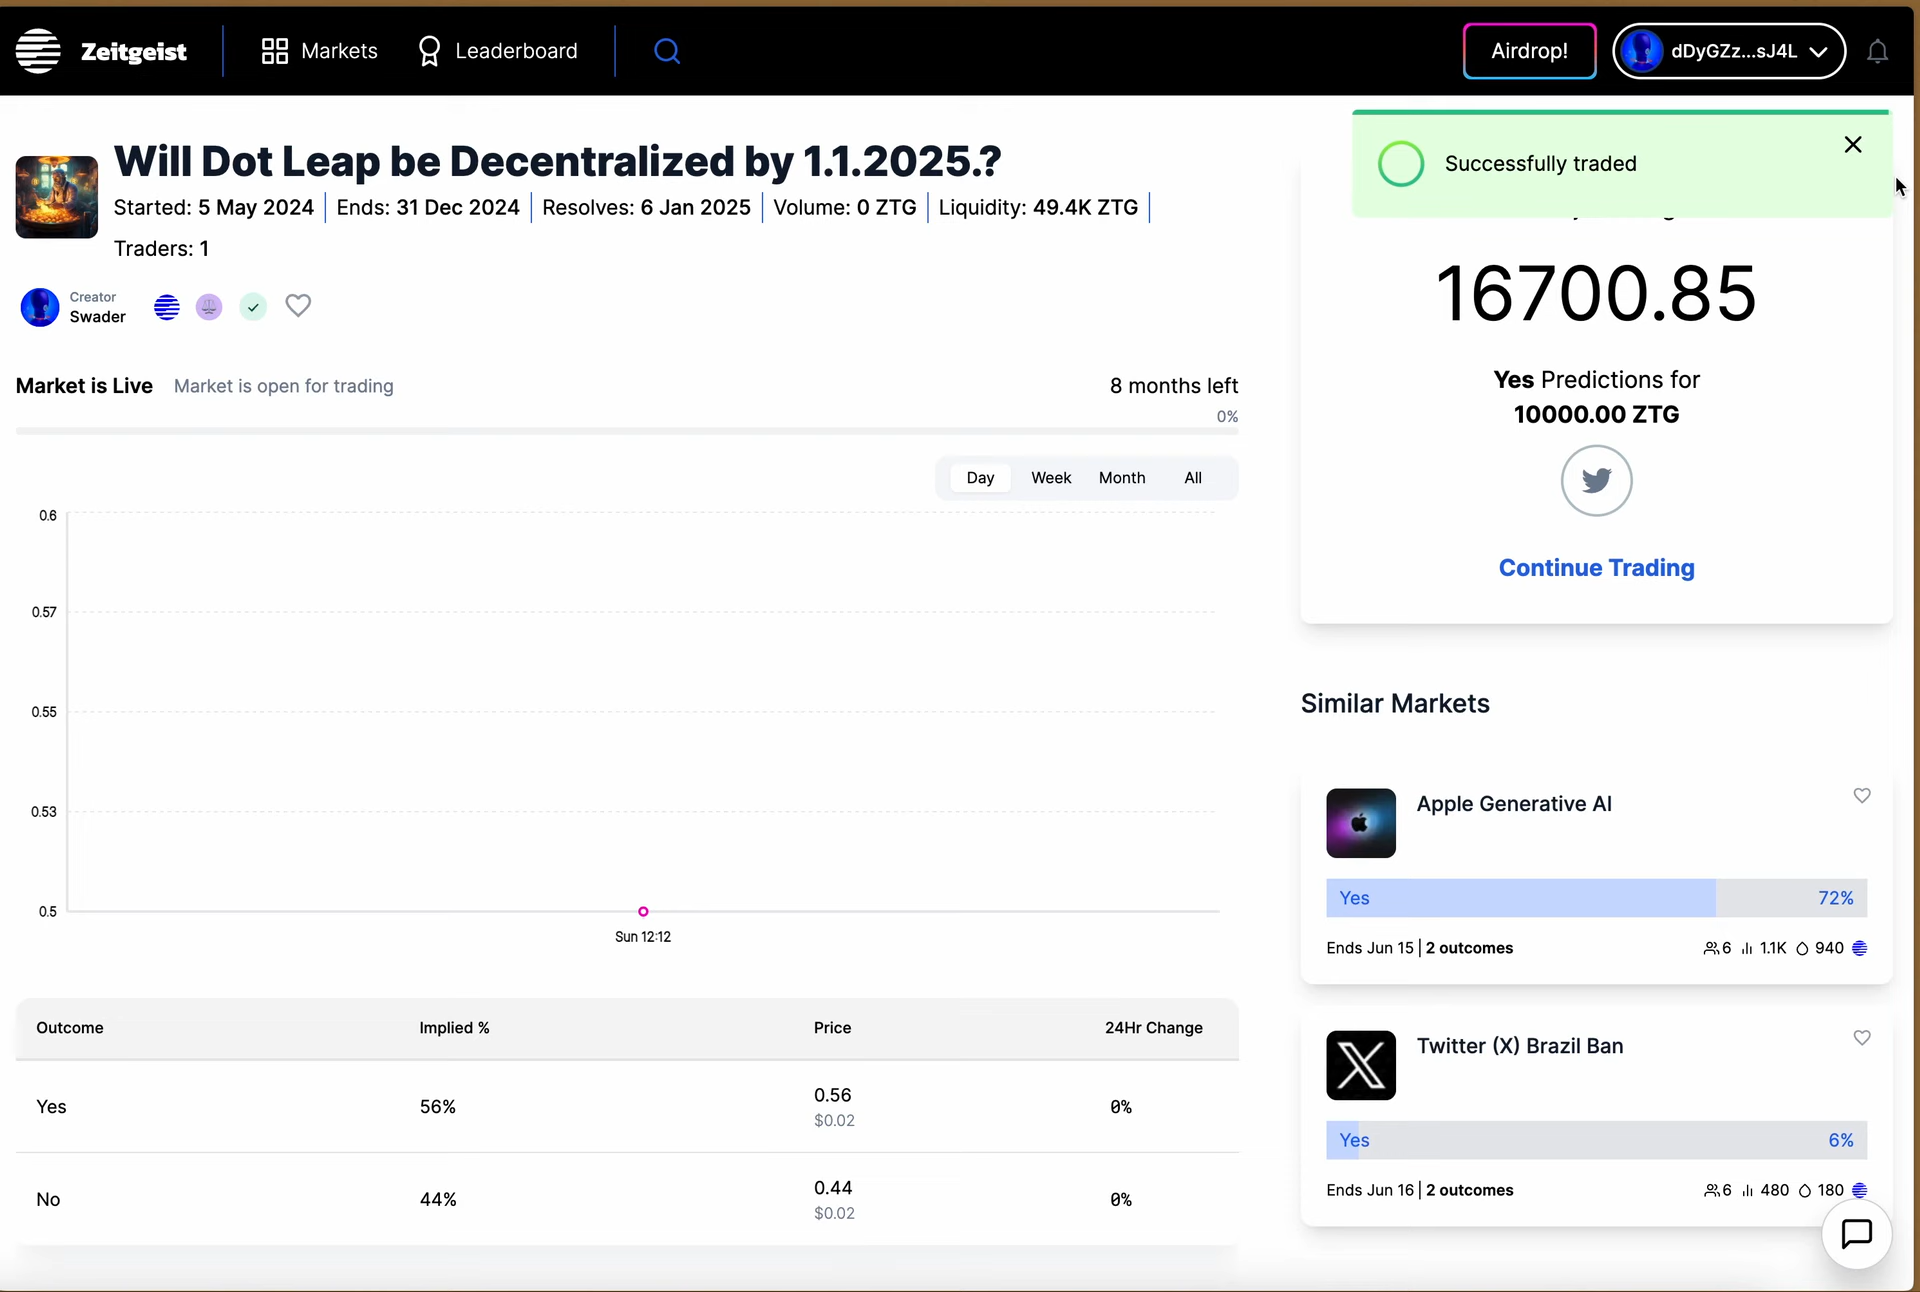 Zeitgeist
Markets
Leaderboard
Airdrop!
dDyGZz...sJ4L
Will Dot Leap be Decentralized by 1.1.2025.?
Started: 5 May 2024
Ends: 31 Dec 2024
Resolves: 6 Jan 2025
Volume: 0 ZTG
Liquidity: 49.4K ZTG
Traders: 1
Creator
Swader
Market is Live
Market is open for trading
8 months left
0%
Day
Week
Month
All
0.6
0.57
0.55
0.53
0.5
Sun 12:12
Outcome
Implied %
Price
24Hr Change
Yes
56%
0.56
$0.02
0%
No
44%
0.44
$0.02
0%
Successfully traded
16700.85
Yes Predictions for
10000.00 ZTG
Continue Trading
Similar Markets
Apple Generative AI
Yes
72%
Ends Jun 15 | 2 outcomes
6
1.1K
940
Twitter (X) Brazil Ban
Yes
6%
Ends Jun 16 | 2 outcomes
6
480
180